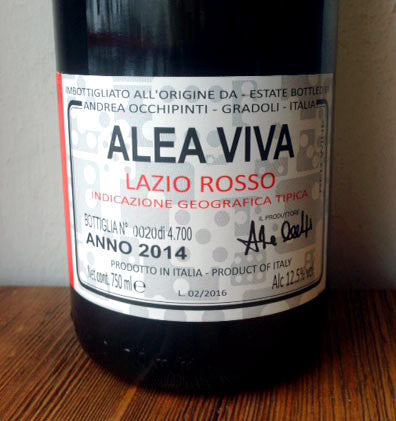 IMBOTTIGLIATO ALL'ORIGINE DA - ESTATE BOTTLED BY
ANDREA OCCHIPINTI - GRADOLI - ITALIA
ALEA VIVA
LAZIO ROSSO
INDICAZIONE GEOGRAFICA TIPICA
BOTTIGLIA N° 0020 di 4.700
IL PRODUTTORE
ANNO 2014
PRODOTTO IN ITALIA - PRODUCT OF ITALY
Net cont. 750 ml e
Alc 12,5% vol.
L. 02/2016